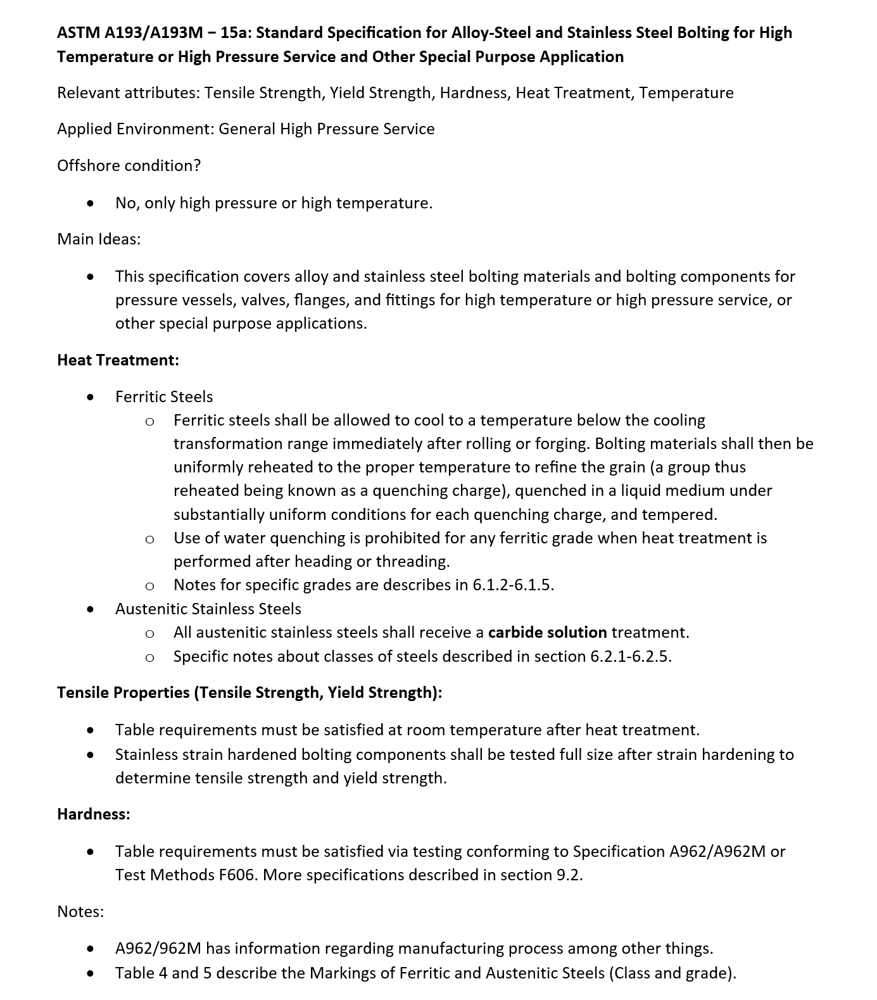 ASTM A193/A193M – 15a: Standard Specification for Alloy-Steel and Stainless Steel Bolting for High
Temperature or High Pressure Service and Other Special Purpose Application
Relevant attributes: Tensile Strength, Yield Strength, Hardness, Heat Treatment, Temperature
Applied Environment: General High Pressure Service
Offshore condition?
• No, only high pressure or high temperature.
Main Ideas:
• This specification covers alloy and stainless steel bolting materials and bolting components for
pressure vessels, valves, flanges, and fittings for high temperature or high pressure service, or
other special purpose applications.
Heat Treatment:
• Ferritic Steels
o Ferritic steels shall be allowed to cool to a temperature below the cooling
transformation range immediately after rolling or forging. Bolting materials shall then be
uniformly reheated to the proper temperature to refine the grain (a group thus
reheated being known as a quenching charge), quenched in a liquid medium under
substantially uniform conditions for each quenching charge, and tempered.
o Use of water quenching is prohibited for any ferritic grade when heat treatment is
performed after heading or threading.
o Notes for specific grades are describes in 6.1.2-6.1.5.
• Austenitic Stainless Steels
o All austenitic stainless steels shall receive a carbide solution treatment.
o Specific notes about classes of steels described in section 6.2.1-6.2.5.
Tensile Properties (Tensile Strength, Yield Strength):
• Table requirements must be satisfied at room temperature after heat treatment.
• Stainless strain hardened bolting components shall be tested full size after strain hardening to
determine tensile strength and yield strength.
Hardness:
• Table requirements must be satisfied via testing conforming to Specification A962/A962M or
Test Methods F606. More specifications described in section 9.2.
Notes:
• A962/962M has information regarding manufacturing process among other things.
• Table 4 and 5 describe the Markings of Ferritic and Austenitic Steels (Class and grade).